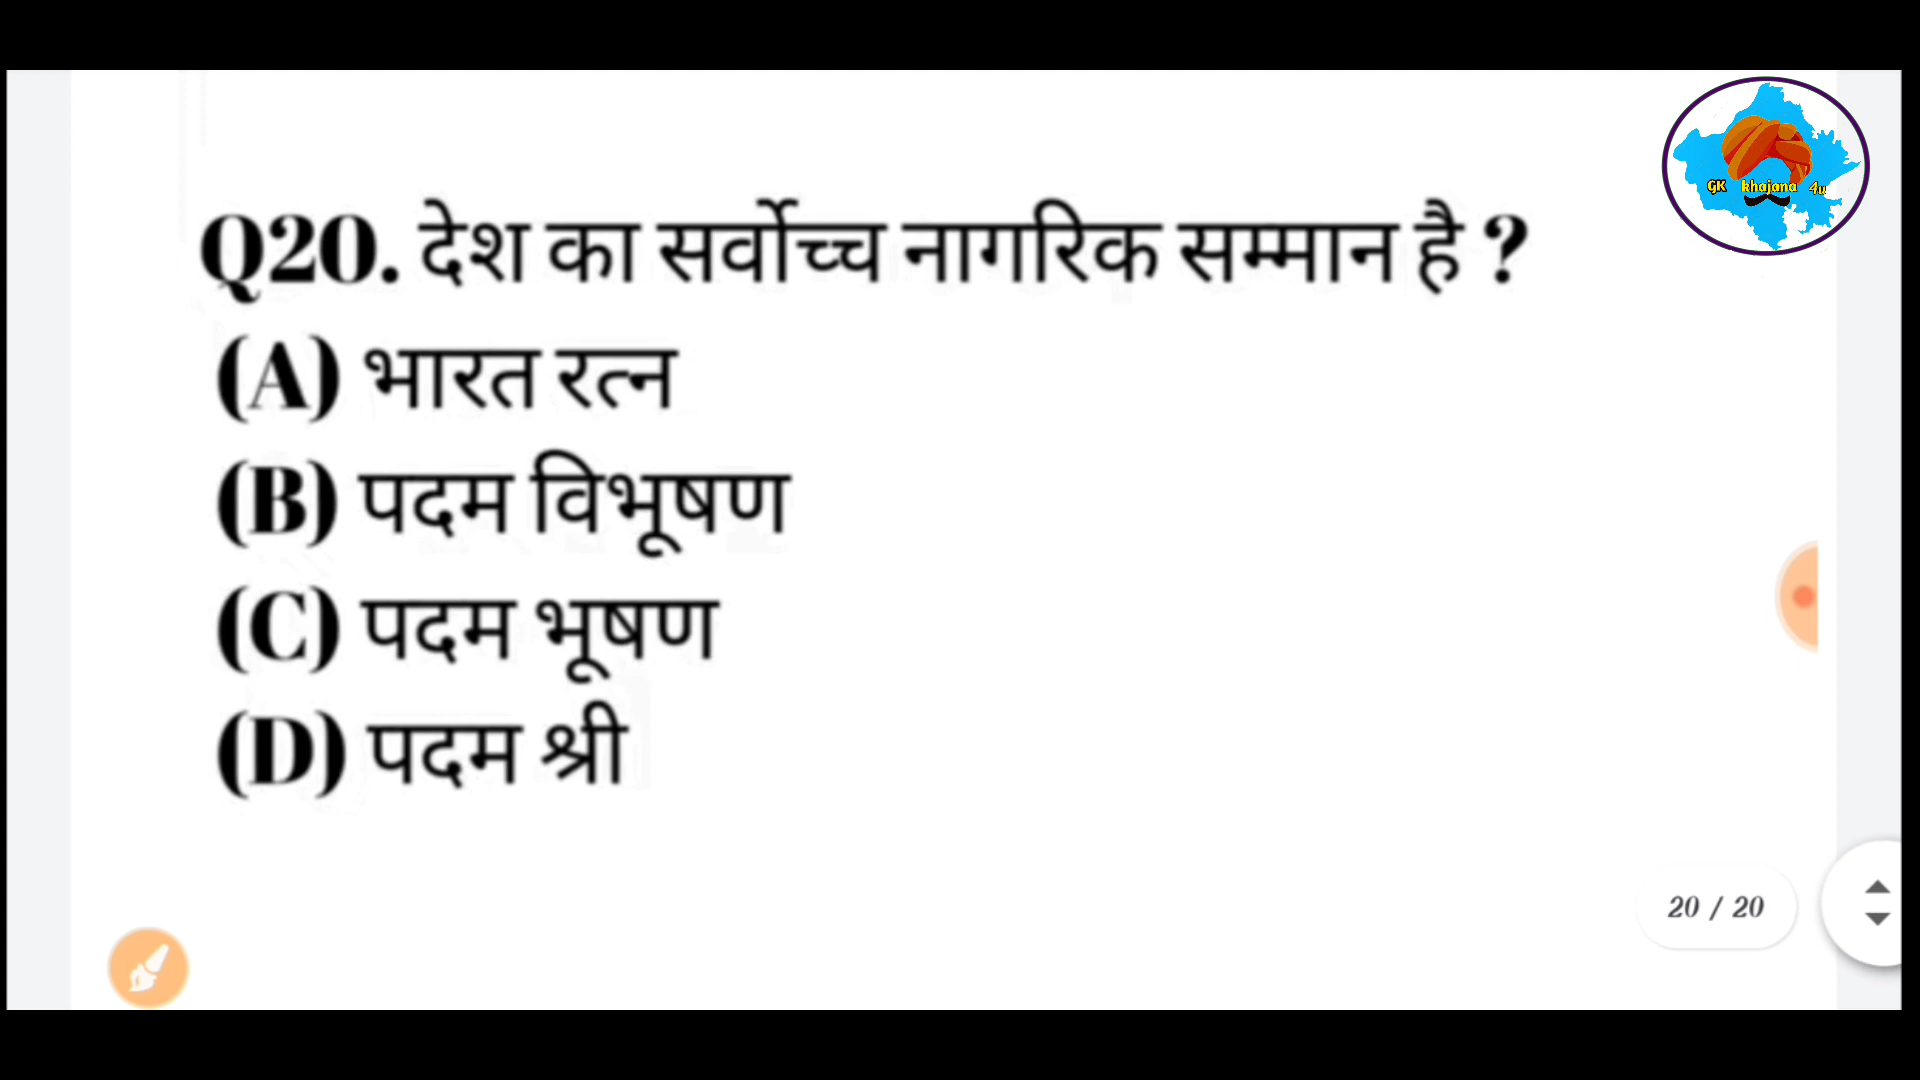 GK khajana 4u
Q20. देश का सर्वोच्च नागरिक सम्मान है ?
(A) भारत रत्न
(B) पदम विभूषण
(C) पदम भूषण
(D) पदम श्री
20 / 20